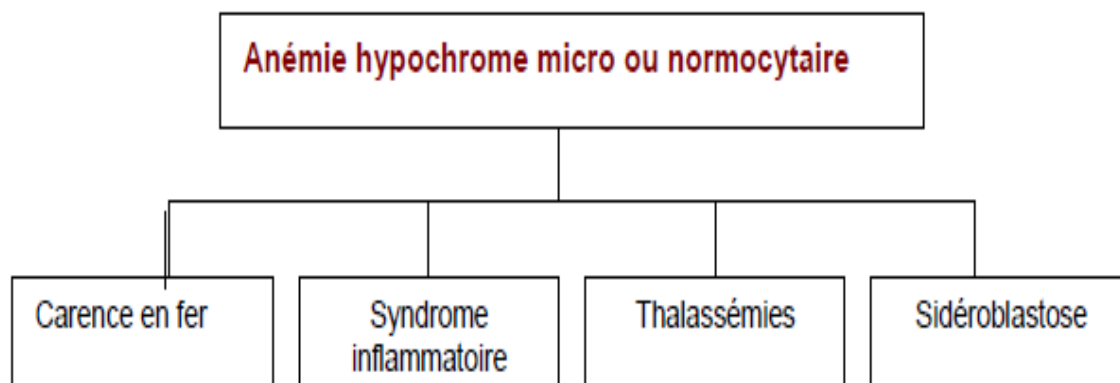 Anémie hypochrome micro ou normocytaire
Carence en fer
Syndrome
inflammatoire
Thalassémies
Sidéroblastose